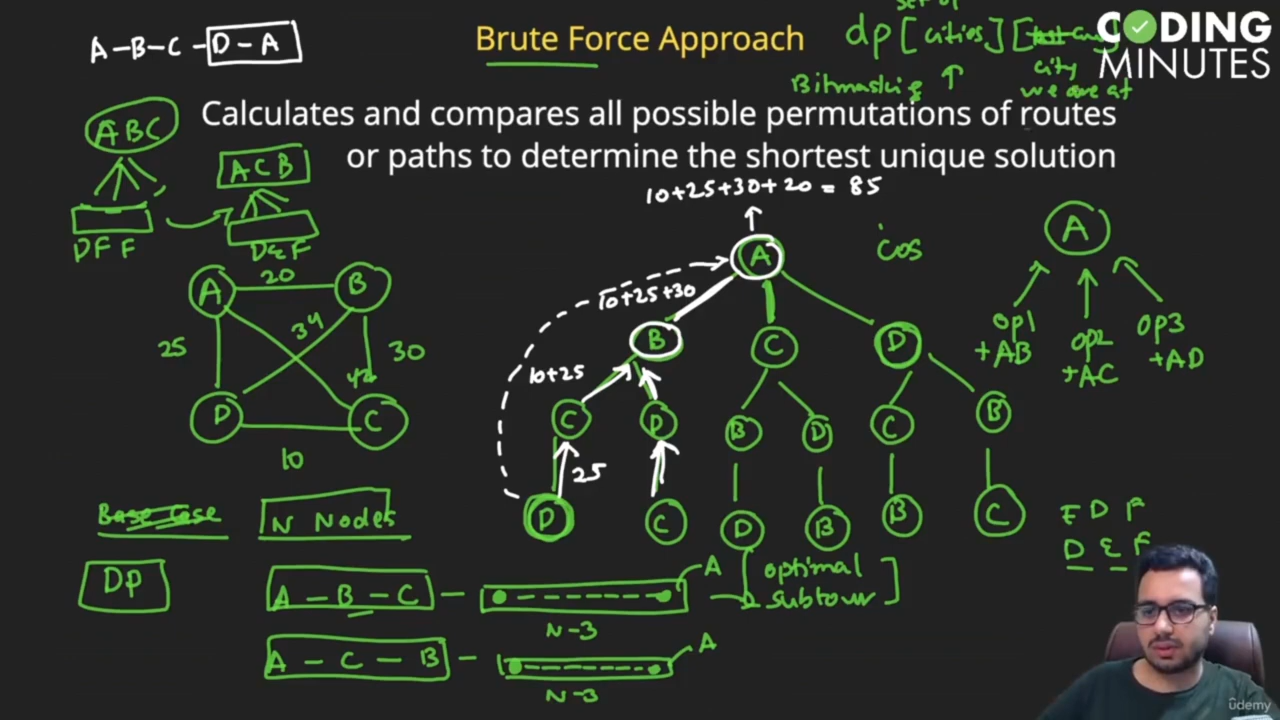 A-B-C-D-A
Brute Force Approach
set of
dp [cities] [
city
we are at
Bitmasking ↑
CODING
MINUTES
Calculates and compares all possible permutations of routes
or paths to determine the shortest unique solution
ABC
ACB
DEF
10+25+30+20 = 85
A
20
B
34
25
30
42
D
C
10
A
10+25+30
B
C
D
10+25
C
D
B
D
C
B
25
D
C
D
B
B
C
cos
A
op1
+AB
op2
+AC
op3
+AD
Base Case
N Nodes
E D F
D E F
DP
A - B - C -
A
N-3
[optimal
subtour]
A - C - B -
A
N-3
ûdemy